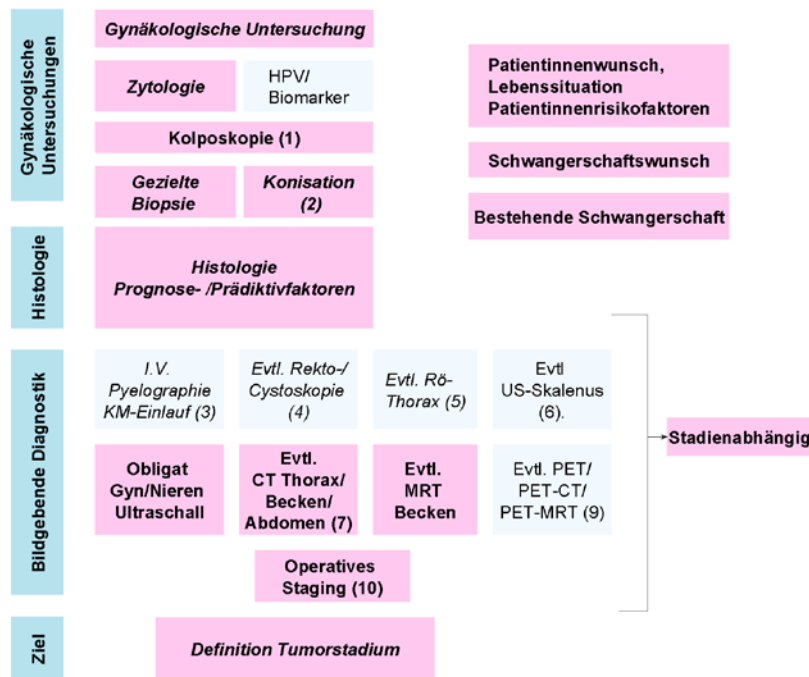 Gynäkologische
Untersuchungen
Gynäkologische Untersuchung
Zytologie
HPV/
Biomarker
Kolposkopie (1)
Gezielte
Biopsie
Konisation
(2)
Patientinnenwunsch,
Lebenssituation
Patientinnenrisikofaktoren
Schwangerschaftswunsch
Bestehende Schwangerschaft
Histologie
Histologie
Prognose- /Prädiktivfaktoren
Bildgebende Diagnostik
I.V.
Pyelographie
KM-Einlauf (3)
Evtl. Rekto-/
Cystoskopie
(4)
Evtl. Rö-
Thorax (5)
Evtl
US-Skalenus
(6).
Obligat
Gyn/Nieren
Ultraschall
Evtl.
CT Thorax/
Becken/
Abdomen (7)
Evtl.
MRT
Becken
Evtl. PET/
PET-CT/
PET-MRT (9)
Operatives
Staging (10)
Stadienabhängig
Ziel
Definition Tumorstadium